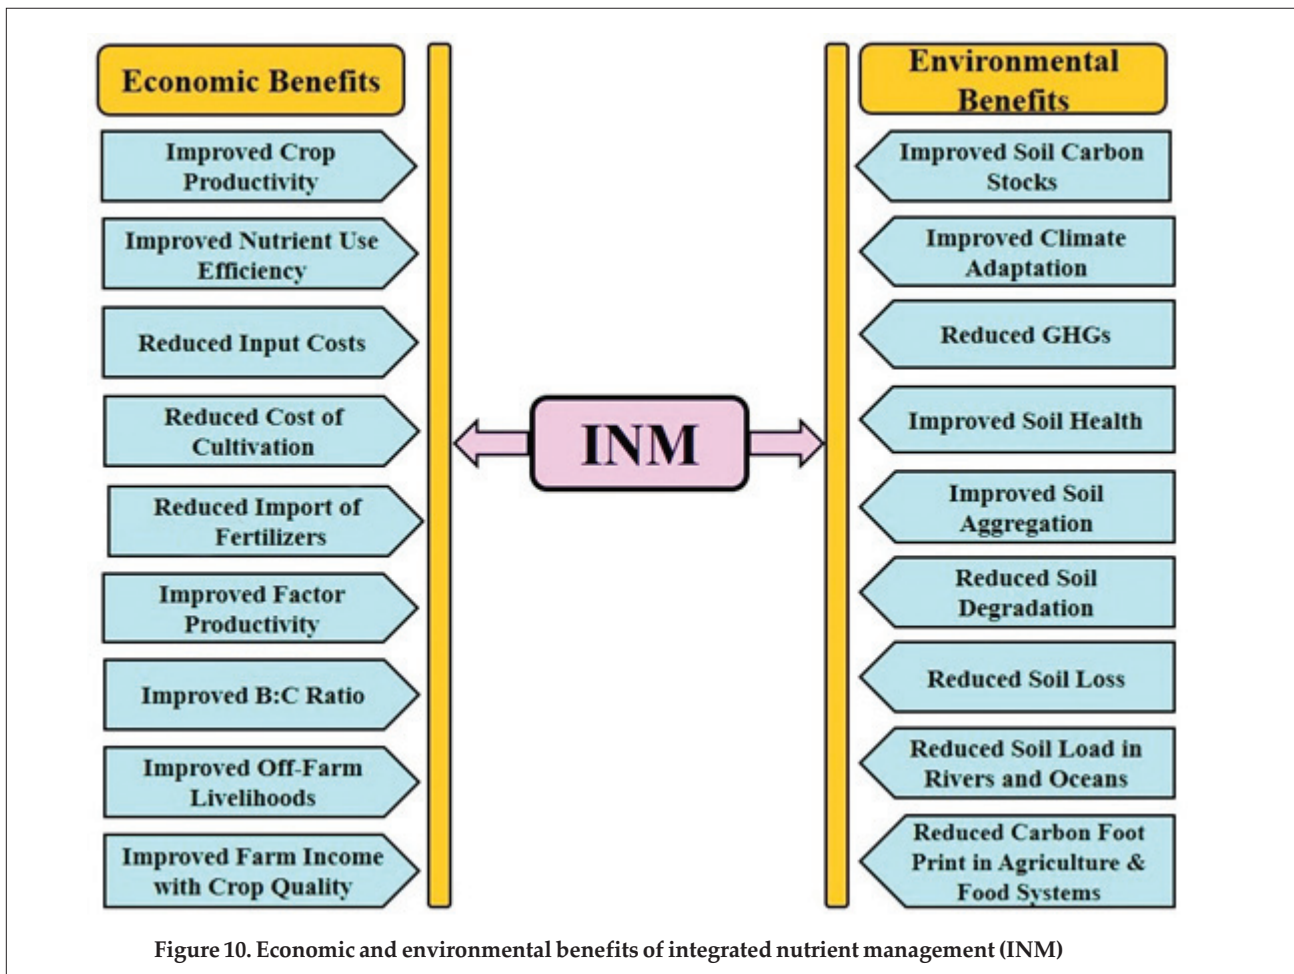 Economic Benefits
Improved Crop
Productivity
Improved Nutrient Use
Efficiency
Reduced Input Costs
Reduced Cost of
Cultivation
Reduced Import of
Fertilizers
Improved Factor
Productivity
Improved B:C Ratio
Improved Off-Farm
Livelihoods
Improved Farm Income
with Crop Quality
INM
Environmental
Benefits
Improved Soil Carbon
Stocks
Improved Climate
Adaptation
Reduced GHGs
Improved Soil Health
Improved Soil
Aggregation
Reduced Soil
Degradation
Reduced Soil Loss
Reduced Soil Load in
Rivers and Oceans
Reduced Carbon Foot
Print in Agriculture &
Food Systems
Figure 10. Economic and environmental benefits of integrated nutrient management (INM)